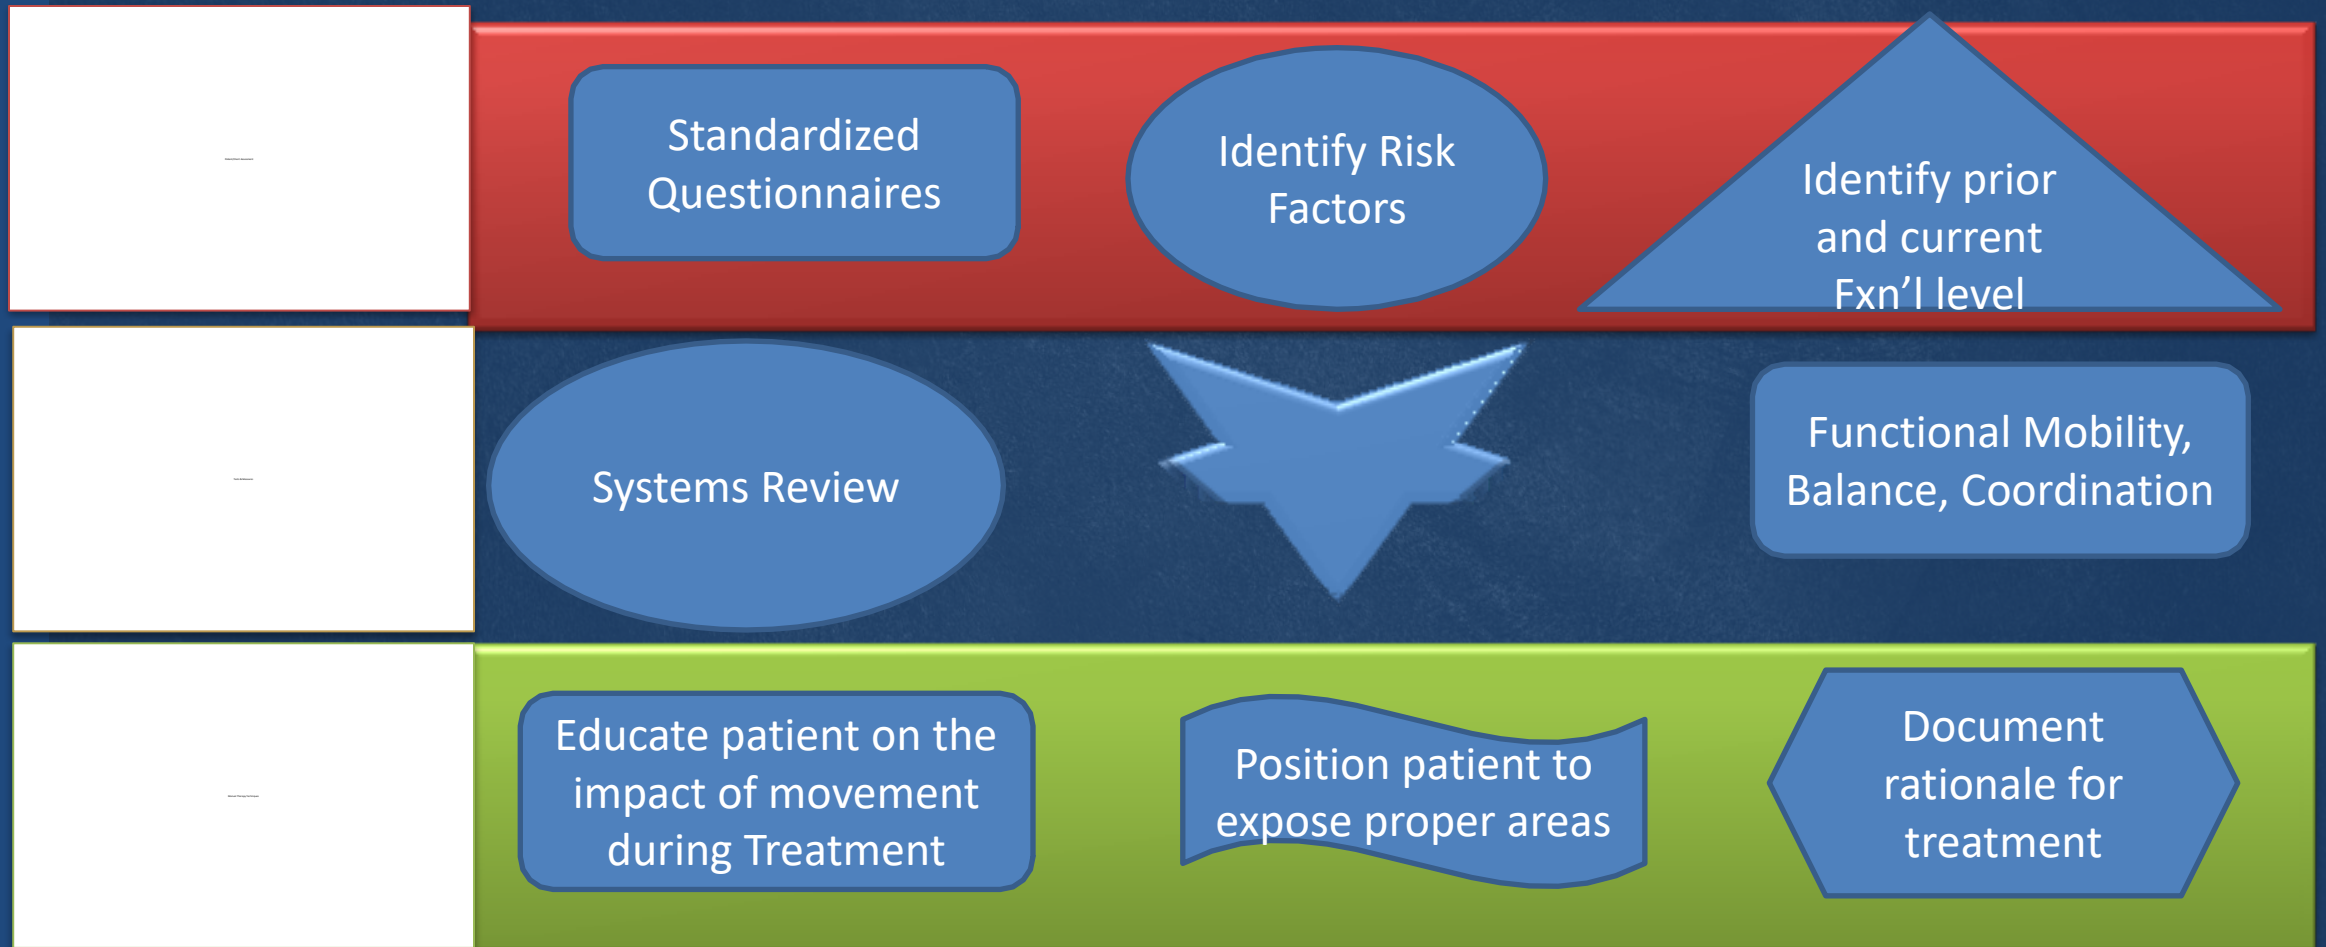 Standardized
Questionnaires
Identify Risk
Factors
Identify prior
and current
Fxn’l level
Systems Review
Functional Mobility,
Balance, Coordination
Educate patient on the
impact of movement
during Treatment
Position patient to
expose proper areas
Document
rationale for
treatment